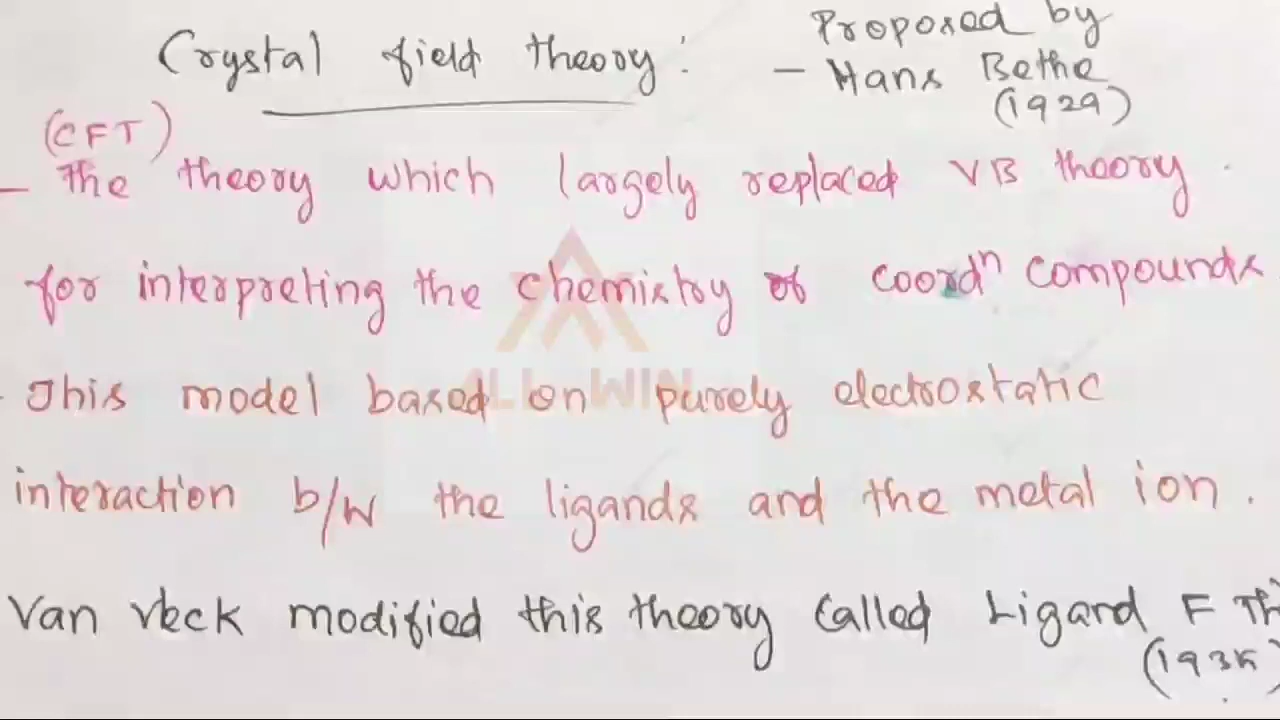 Crystal field theory :
Proposed by
- Hans Bethe
(1929)
(CFT)
- The theory which largely replaced VB theory.
for interpreting the chemistry of coordⁿ compounds
- This model based on purely electrostatic
interaction b/w the ligands and the metal ion.
Van vleck modified this theory called Ligand F Th
(1935
ALL WIN